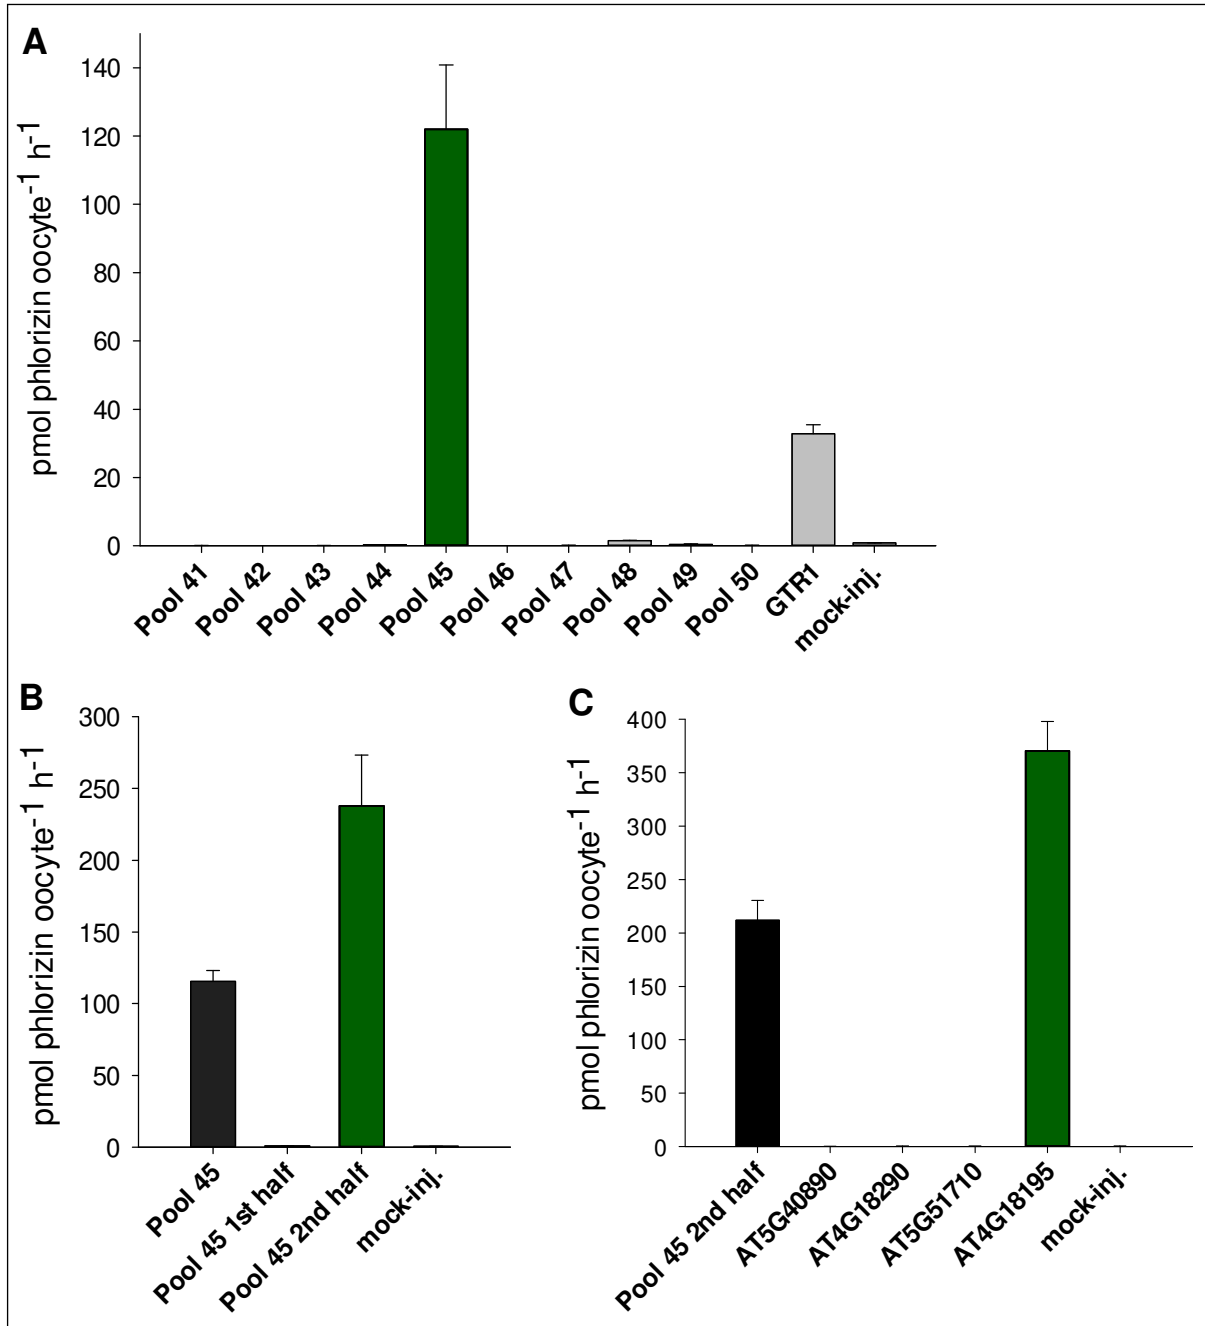 A
pmol phlorizin oocyte-1 h-1
140
120
100
80
60
40
20
0
Pool 41
Pool 42
Pool 43
Pool 44
Pool 45
Pool 46
Pool 47
Pool 48
Pool 49
Pool 50
GTR1
mock-inj.
B
pmol phlorizin oocyte-1 h-1
300
250
200
150
100
50
0
Pool 45
Pool 45 1st half
Pool 45 2nd half
mock-inj.
C
pmol phlorizin oocyte-1 h-1
400
350
300
250
200
150
100
50
0
Pool 45 2nd half
AT5G40890
AT4G18290
AT5G51710
AT4G18195
mock-inj.